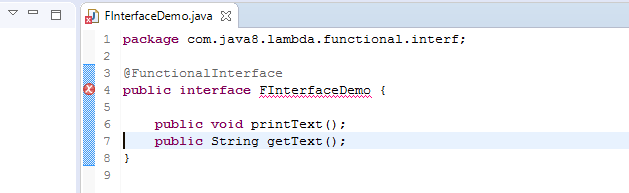 FInterfaceDemo.java
1 package com.java8.lambda.functional.interf;
2
3 @FunctionalInterface
4 public interface FInterfaceDemo {
5
6     public void printText();
7     public String getText();
8 }
9